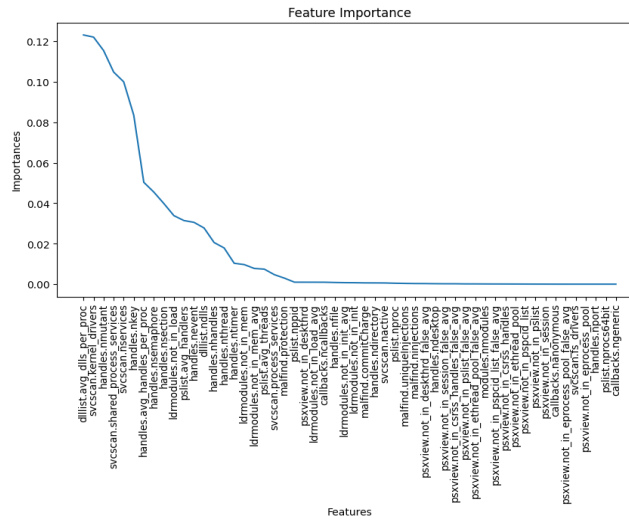 Feature Importance
0.12
0.10
0.08
0.06
0.04
0.02
0.00
Importances
dlllist.avg_dlls_per_proc
svcscan.kernel_drivers
handles.nmutant
svcscan.shared_process_services
svcscan.nservices
handles.nkey
handles.avg_handles_per_proc
handles.nsemaphore
handles.nsection
ldrmodules.not_in_load
pslist.avg_handlers
handles.nevent
dlllist.ndlls
handles.nhandles
handles.nthread
handles.ntimer
ldrmodules.not_in_mem
ldrmodules.not_in_mem_avg
pslist.avg_threads
svcscan.process_services
malfind.protection
pslist.nppid
psxview.not_in_deskthrd
ldrmodules.not_in_load_avg
callbacks.ncallbacks
handles.nfile
ldrmodules.not_in_init_avg
ldrmodules.not_in_init
malfind.commitCharge
handles.ndirectory
svcscan.nactive
pslist.nproc
malfind.uniqueInjections
malfind.ninjections
psxview.not_in_deskthrd_false_avg
handles.ndesktop
psxview.not_in_session_false_avg
psxview.not_in_csrss_handles_false_avg
psxview.not_in_pslist_false_avg
psxview.not_in_ethread_pool_false_avg
modules.nmodules
psxview.not_in_pspcid_list_false_avg
psxview.not_in_csrss_handles
psxview.not_in_ethread_pool
psxview.not_in_pspcid_list
psxview.not_in_pslist
psxview.not_in_session
callbacks.nanonymous
psxview.not_in_eprocess_pool_false_avg
svcscan.fs_drivers
psxview.not_in_eprocess_pool
handles.nport
pslist.nprocs64bit
callbacks.ngeneric
Features